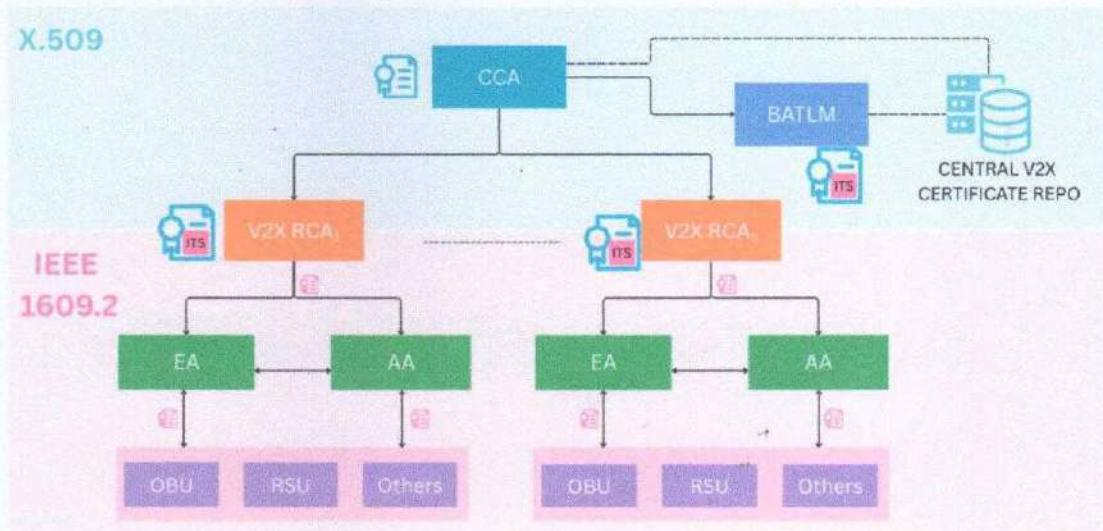 X.509
CCA
BATLM
ITS
CENTRAL V2X
CERTIFICATE REPO
V2X RCA₁
ITS
V2X RCAₙ
ITS
IEEE
1609.2
EA
AA
EA
AA
OBU
RSU
Others
OBU
RSU
Others